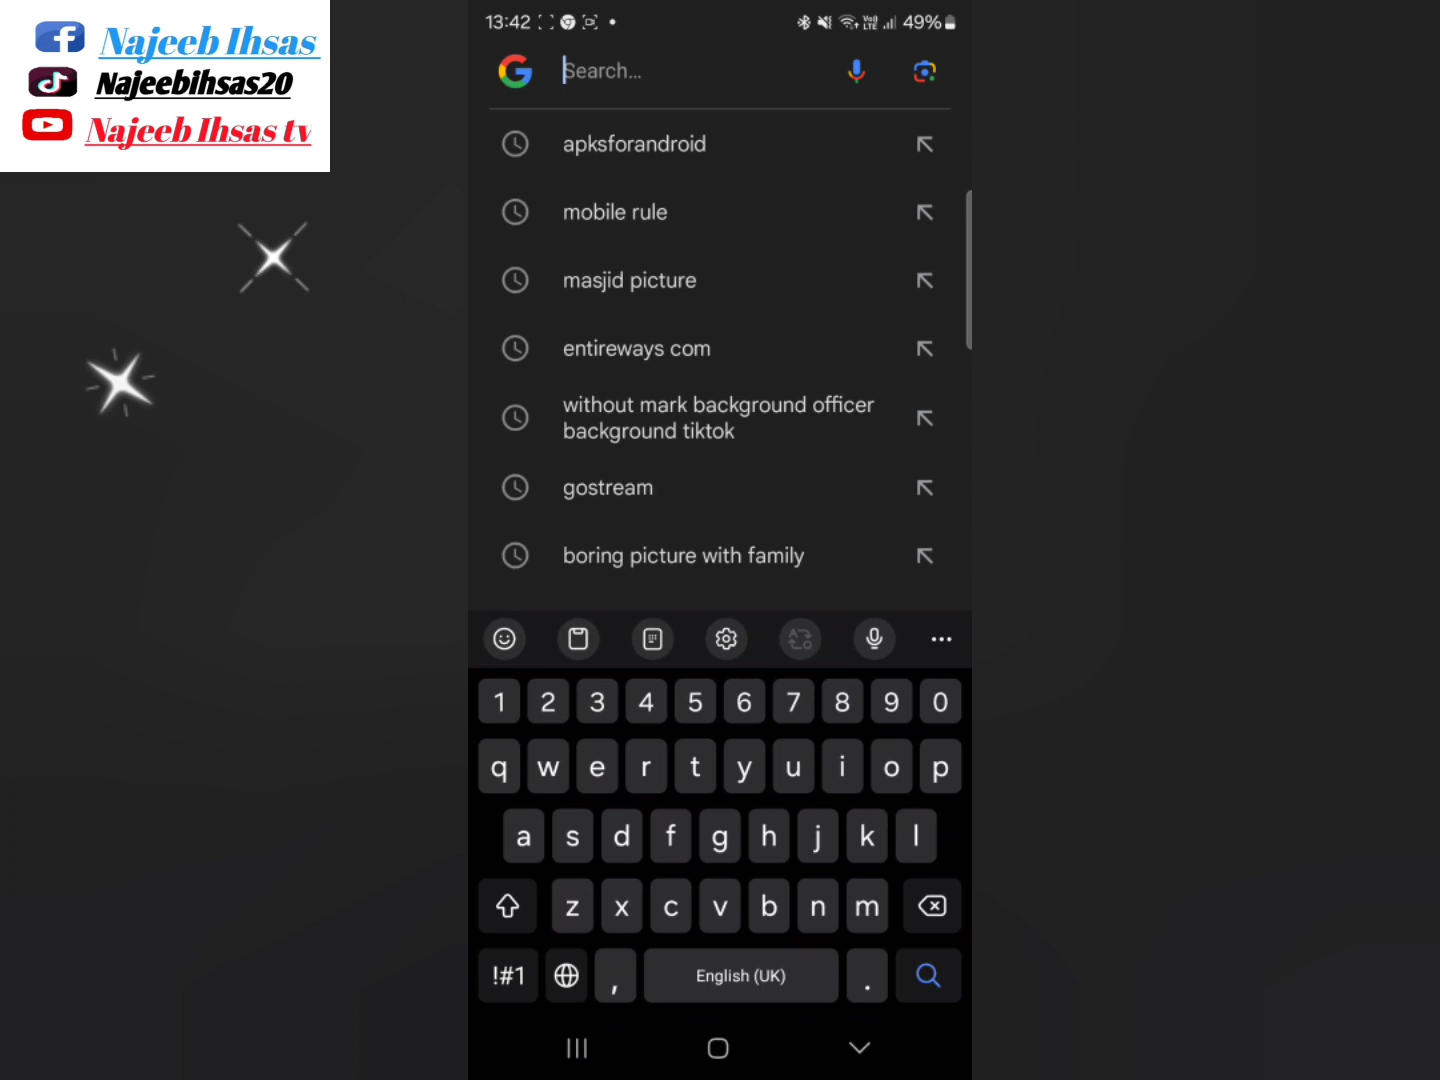 Najeeb Ihsas
Najeebihsas20
Najeeb Ihsas tv
13:42
Vo)) LTE
49%
Search...
apksforandroid
mobile rule
masjid picture
entireways com
without mark background officer
background tiktok
gostream
boring picture with family
1 2 3 4 5 6 7 8 9 0
q w e r t y u i o p
a s d f g h j k l
z x c v b n m
!#1 , English (UK) .